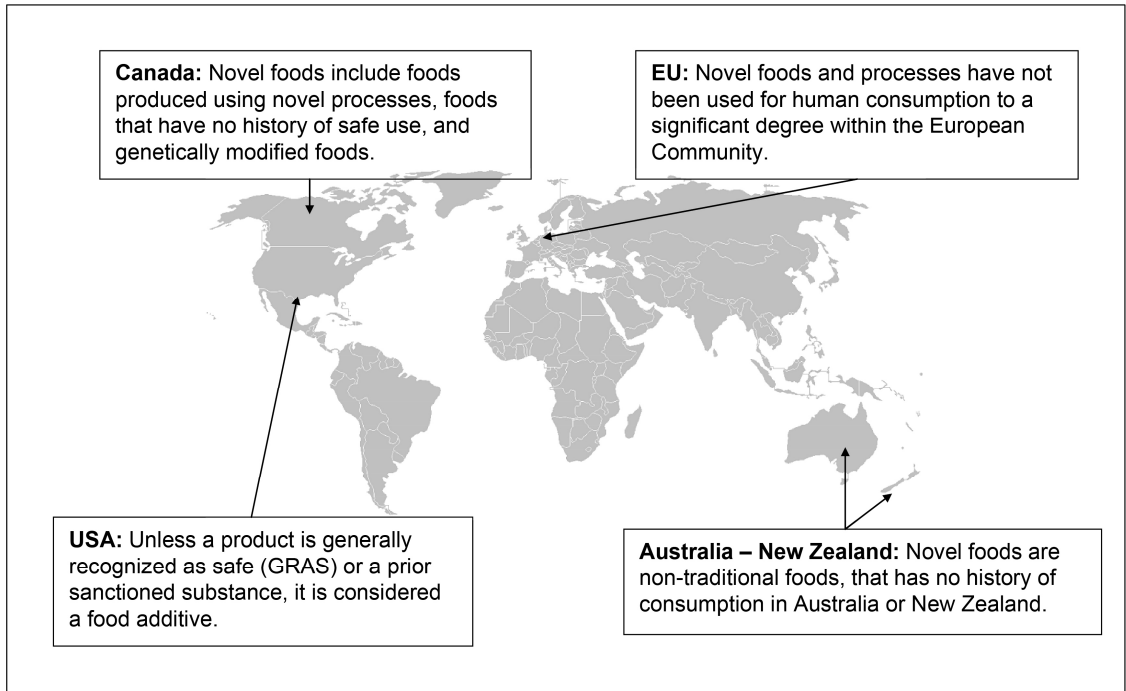 Canada: Novel foods include foods
produced using novel processes, foods
that have no history of safe use, and
genetically modified foods.
EU: Novel foods and processes have not
been used for human consumption to a
significant degree within the European
Community.
USA: Unless a product is generally
recognized as safe (GRAS) or a prior
sanctioned substance, it is considered
a food additive.
Australia – New Zealand: Novel foods are
non-traditional foods, that has no history of
consumption in Australia or New Zealand.